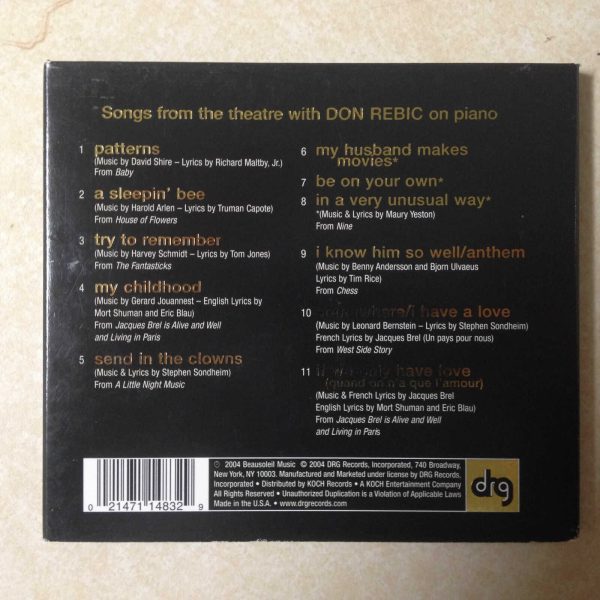 Songs from the theatre with DON REBIC on piano
1 patterns
(Music by David Shire – Lyrics by Richard Maltby, Jr.)
From Baby
2 a sleepin' bee
(Music by Harold Arlen – Lyrics by Truman Capote)
From House of Flowers
3 try to remember
(Music by Harvey Schmidt – Lyrics by Tom Jones)
From The Fantasticks
4 my childhood
(Music by Gerard Jouannest – English Lyrics by
Mort Shuman and Eric Blau)
From Jacques Brel is Alive and Well
and Living in Paris
5 send in the clowns
(Music & Lyrics by Stephen Sondheim)
From A Little Night Music
6 my husband makes
movies*
7 be on your own*
8 in a very unusual way*
*(Music & Lyrics by Maury Yeston)
From Nine
9 i know him so well/anthem
(Music by Benny Andersson and Bjorn Ulvaeus
Lyrics by Tim Rice)
From Chess
10 somewhere/i have a love
(Music by Leonard Bernstein – Lyrics by Stephen Sondheim)
French Lyrics by Jacques Brel (Un pays pour nous)
From West Side Story
11 if we only have love
(quand on n'a que l'amour)
(Music & French Lyrics by Jacques Brel
English Lyrics by Mort Shuman and Eric Blau)
From Jacques Brel is Alive and Well
and Living in Paris
0 21471 14832 9
℗ 2004 Beausoleil Music © 2004 DRG Records, Incorporated, 740 Broadway,
New York, NY 10003. Manufactured and Marketed under license by DRG Records,
Incorporated • Distributed by KOCH Records • A KOCH Entertainment Company
All Rights Reserved • Unauthorized Duplication is a Violation of Applicable Laws
Made in the U.S.A. • www.drgrecords.com
drg